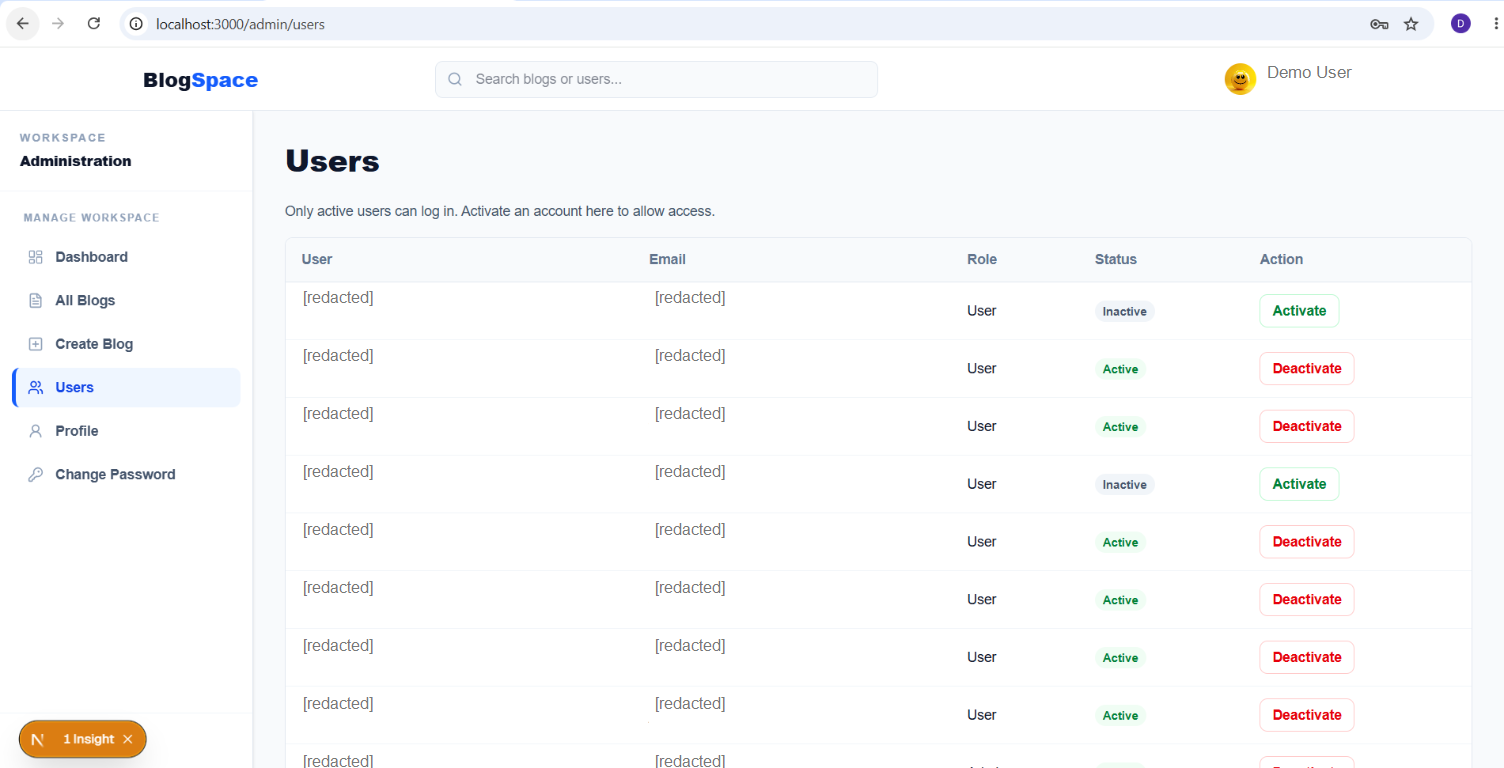 localhost:3000/admin/users
D
BlogSpace
Search blogs or users...
Demo User
WORKSPACE
Administration
MANAGE WORKSPACE
Dashboard
All Blogs
Create Blog
Users
Profile
Change Password
N 1 Insight
Users
Only active users can log in. Activate an account here to allow access.
User Email Role Status Action
[redacted] [redacted] User Inactive Activate
[redacted] [redacted] User Active Deactivate
[redacted] [redacted] User Active Deactivate
[redacted] [redacted] User Inactive Activate
[redacted] [redacted] User Active Deactivate
[redacted] [redacted] User Active Deactivate
[redacted] [redacted] User Active Deactivate
[redacted] [redacted] User Active Deactivate
[redacted] [redacted]